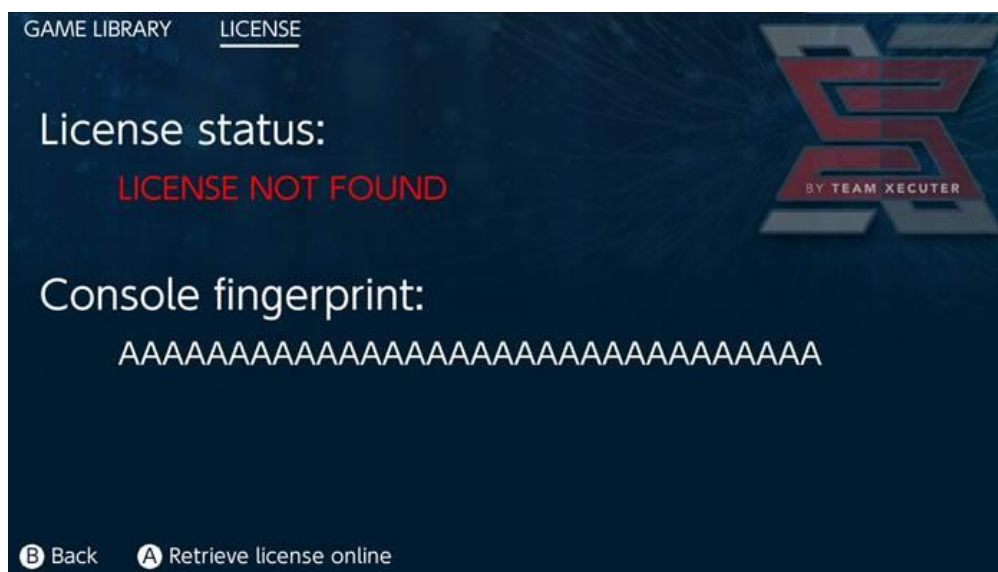 GAME LIBRARY LICENSE
License status:
LICENSE NOT FOUND
BY TEAM XECUTER
Console fingerprint:
AAAAAAAAAAAAAAAAAAAAAAAAAAAAAAAA
B Back A Retrieve license online